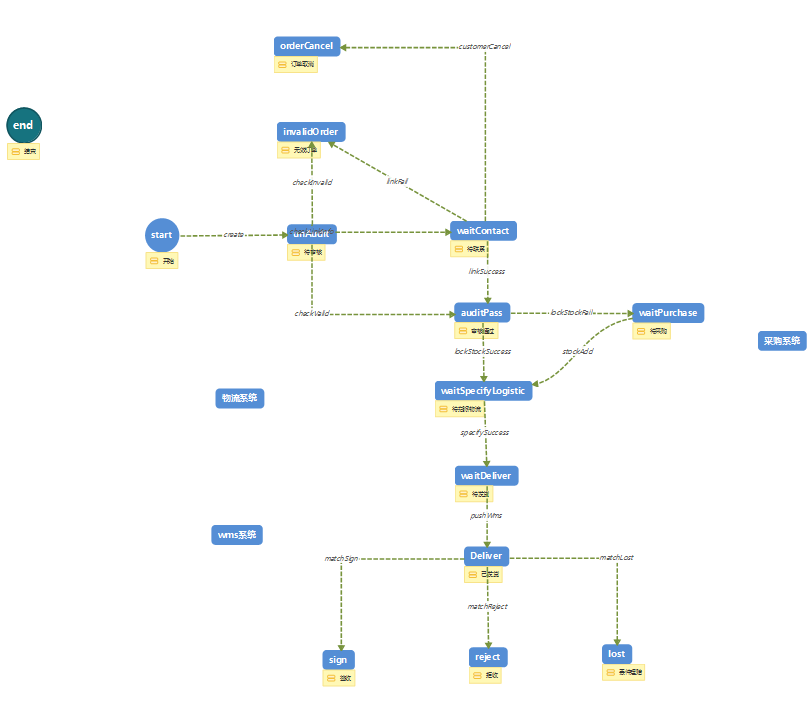 orderCancel
customerCancel
订单取消
end
结束
invalidOrder
无效订单
checkInvalid
linkFail
start
create
unAudit
waitContact
开始
待审核
待联系
linkSuccess
checkValid
auditPass
lockStockFail
waitPurchase
审核通过
待采购
lockStockSuccess
stockAdd
采购系统
waitSpecifyLogistic
物流系统
待指派物流
specifySuccess
waitDeliver
待发货
pushWms
wms系统
Deliver
matchSign
matchLost
已发货
matchReject
sign
reject
lost
签收
拒收